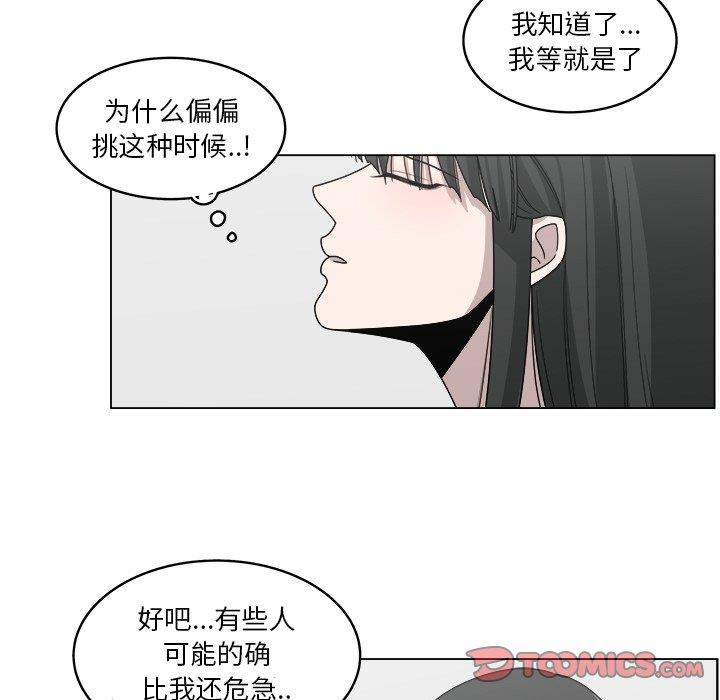 我知道了...
我等就是了
为什么偏偏
挑这种时候..!
好吧...有些人
可能的确
比我还危急..
DTOOMICS.COM